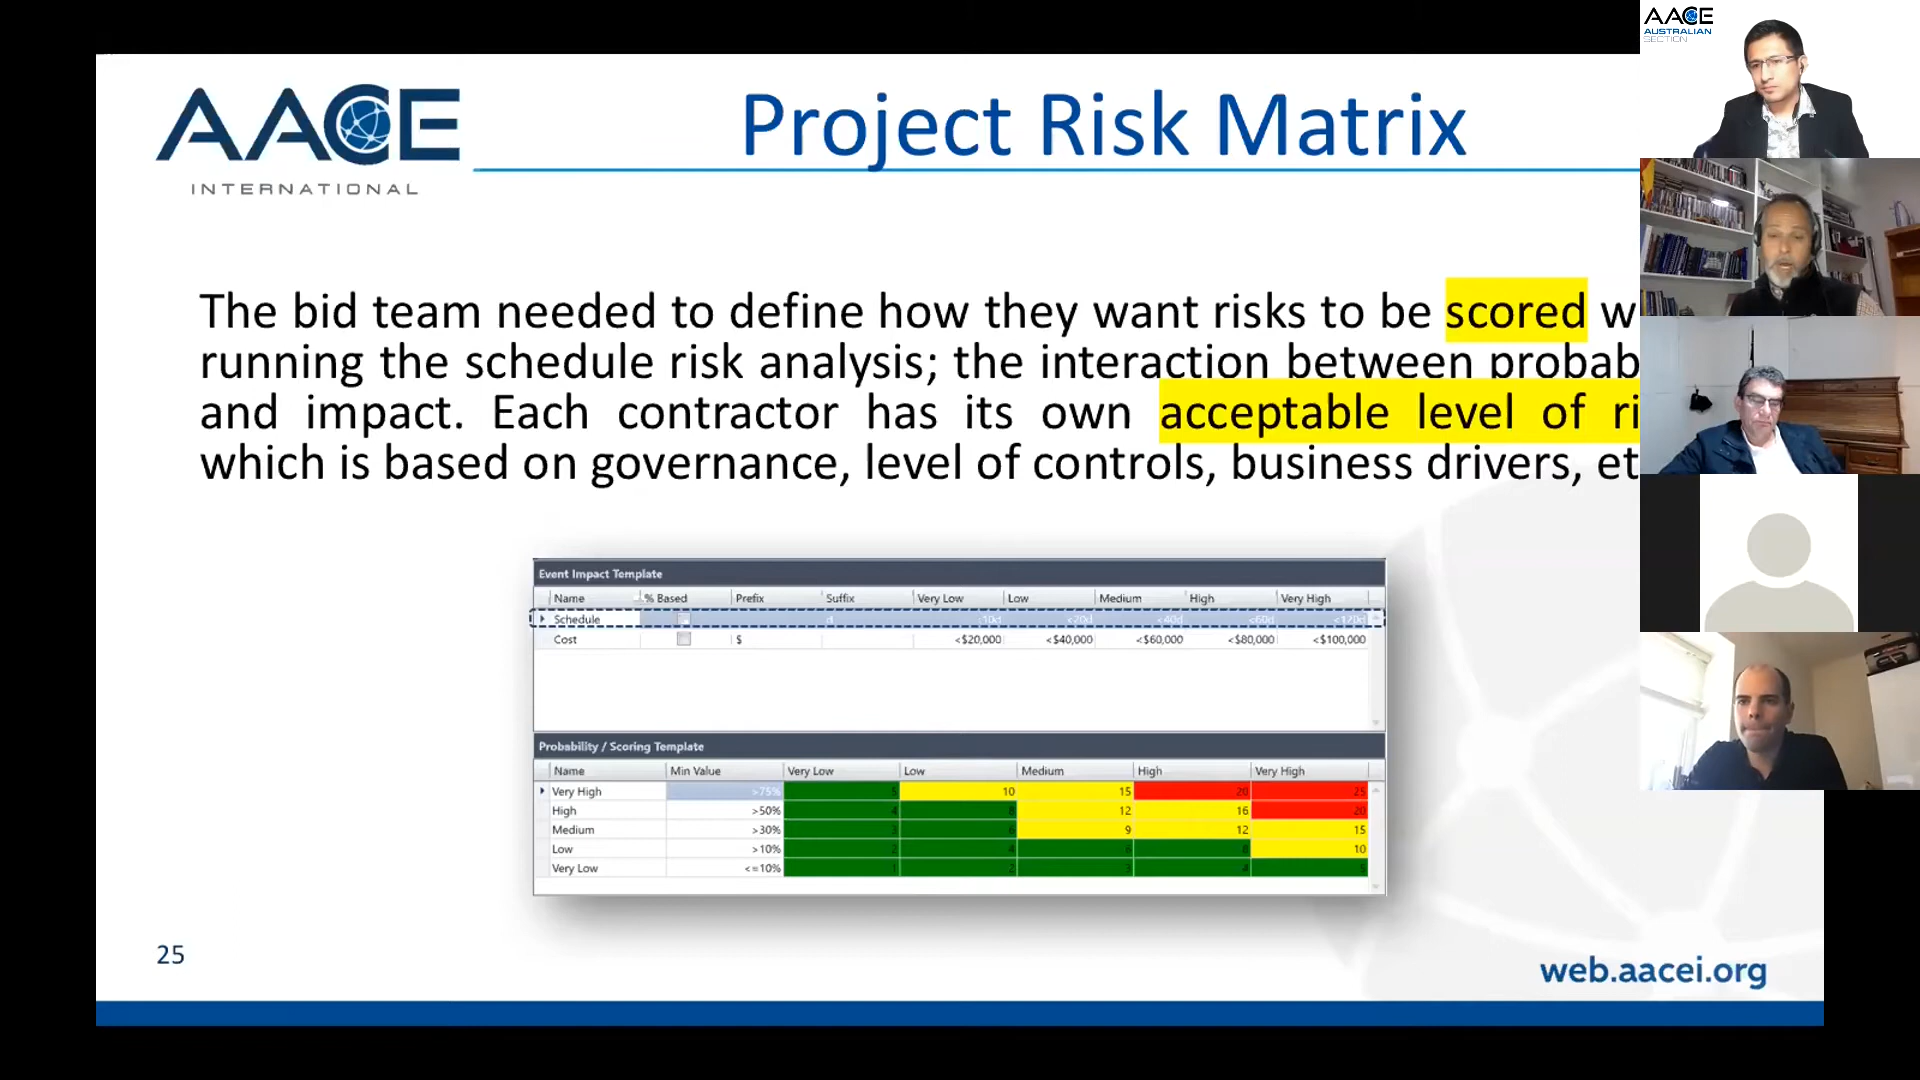 AACE
INTERNATIONAL
Project Risk Matrix
AACE
AUSTRALIAN
SECTION
The bid team needed to define how they want risks to be scored w
running the schedule risk analysis; the interaction between probab
and impact. Each contractor has its own acceptable level of ri
which is based on governance, level of controls, business drivers, et
Event Impact Template
Name % Based Prefix Suffix Very Low Low Medium High Very High
Schedule d <10d <20d <40d <60d <120d
Cost $ <$20,000 <$40,000 <$60,000 <$80,000 <$100,000
Probability / Scoring Template
Name Min Value Very Low Low Medium High Very High
Very High >75% 5 10 15 20 25
High >50% 4 8 12 16 20
Medium >30% 3 6 9 12 15
Low >10% 2 4 6 8 10
Very Low <=10% 1 2 3 4 5
25
web.aacei.org